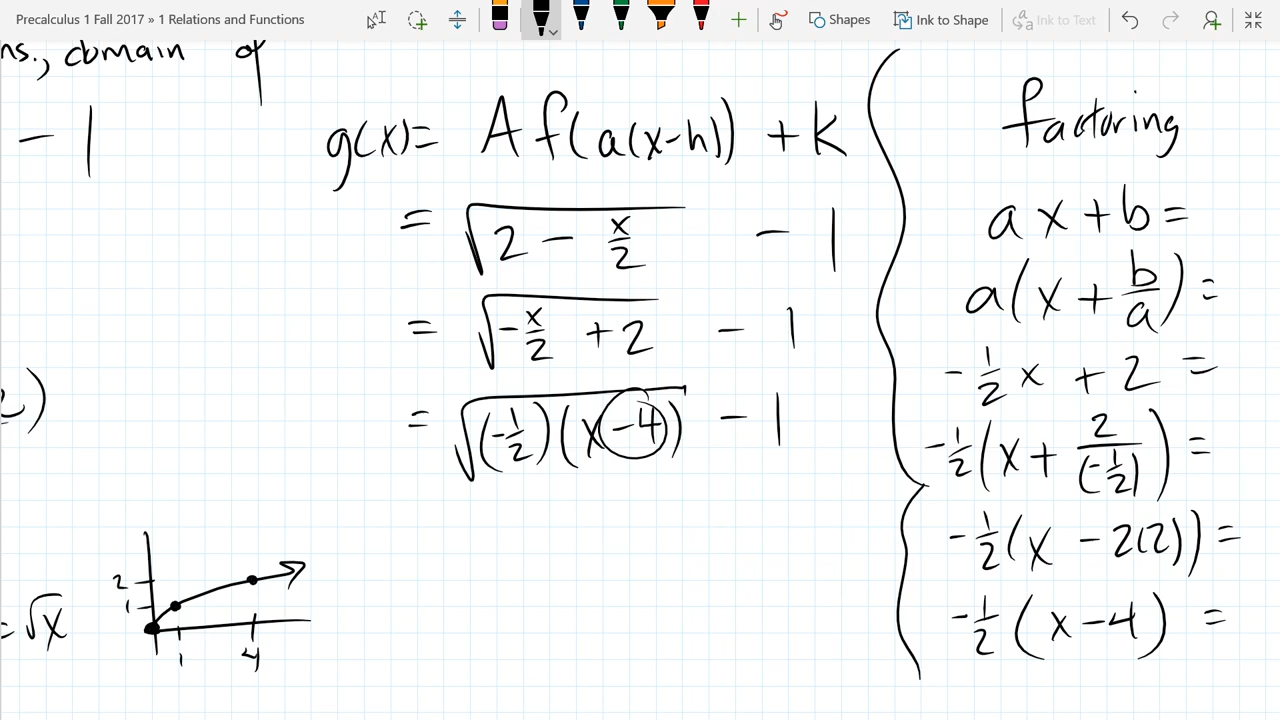 Precalculus 1 Fall 2017 » 1 Relations and Functions
Shapes
Ink to Shape
Ink to Text
ns., domain of
- 1
g(x)= A f(a(x-h)) + k
= √(2 - x/2) - 1
= √(-x/2 + 2) - 1
= √((-1/2)(x-4)) - 1
= √x
2
1
1
4
factoring
ax+b=
a(x + b/a)=
-1/2 x + 2 =
-1/2(x + 2/(-1/2)) =
-1/2(x - 2(2)) =
-1/2(x-4) =